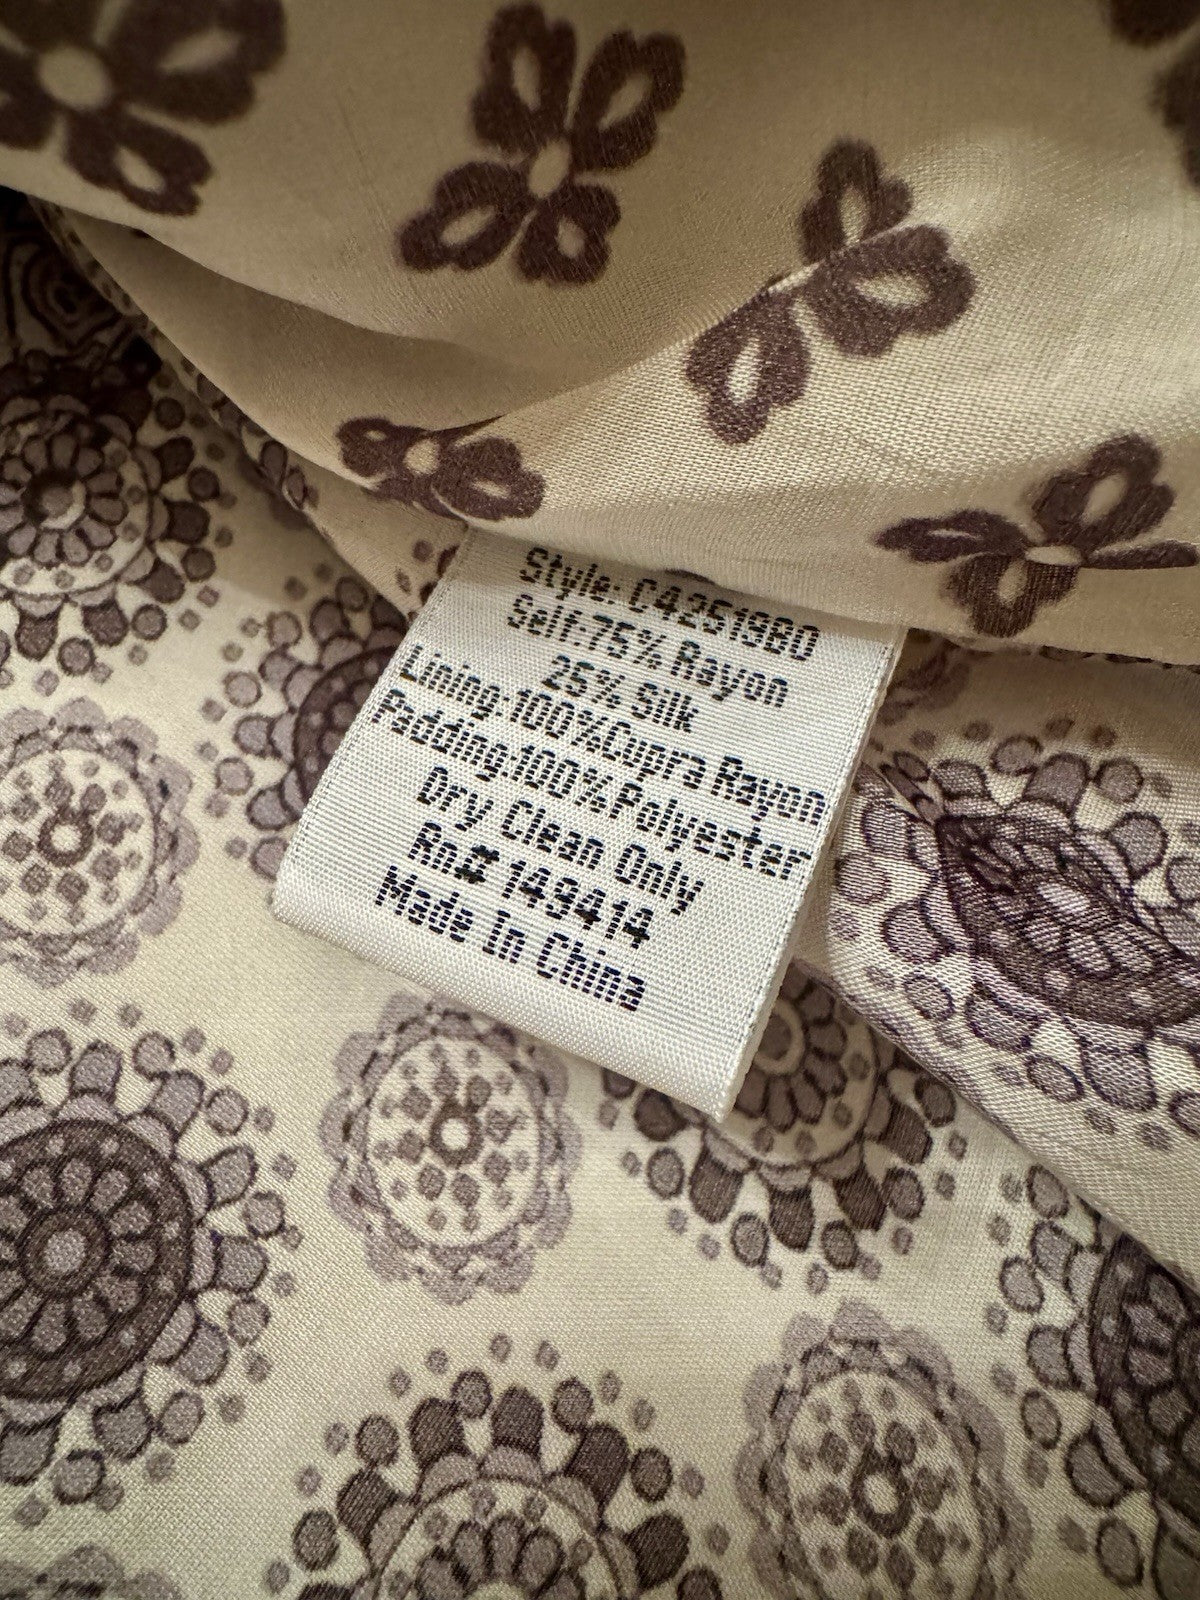 Style: C4251980
Self:75% Rayon
25% Silk
Lining:100%Cupra Rayon
Padding:100%Polyester
Dry Clean Only
Rn# 149414
Made In China